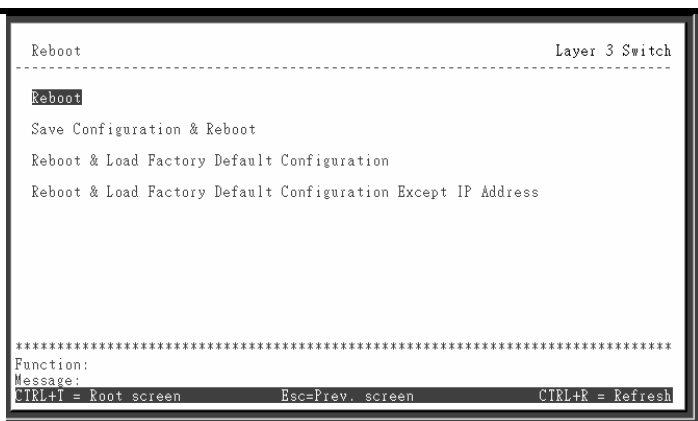 Reboot Layer 3 Switch
Reboot
Save Configuration & Reboot
Reboot & Load Factory Default Configuration
Reboot & Load Factory Default Configuration Except IP Address
********************************************************************************
Function:
Message:
CTRL+T = Root screen Esc=Prev. screen CTRL+R = Refresh